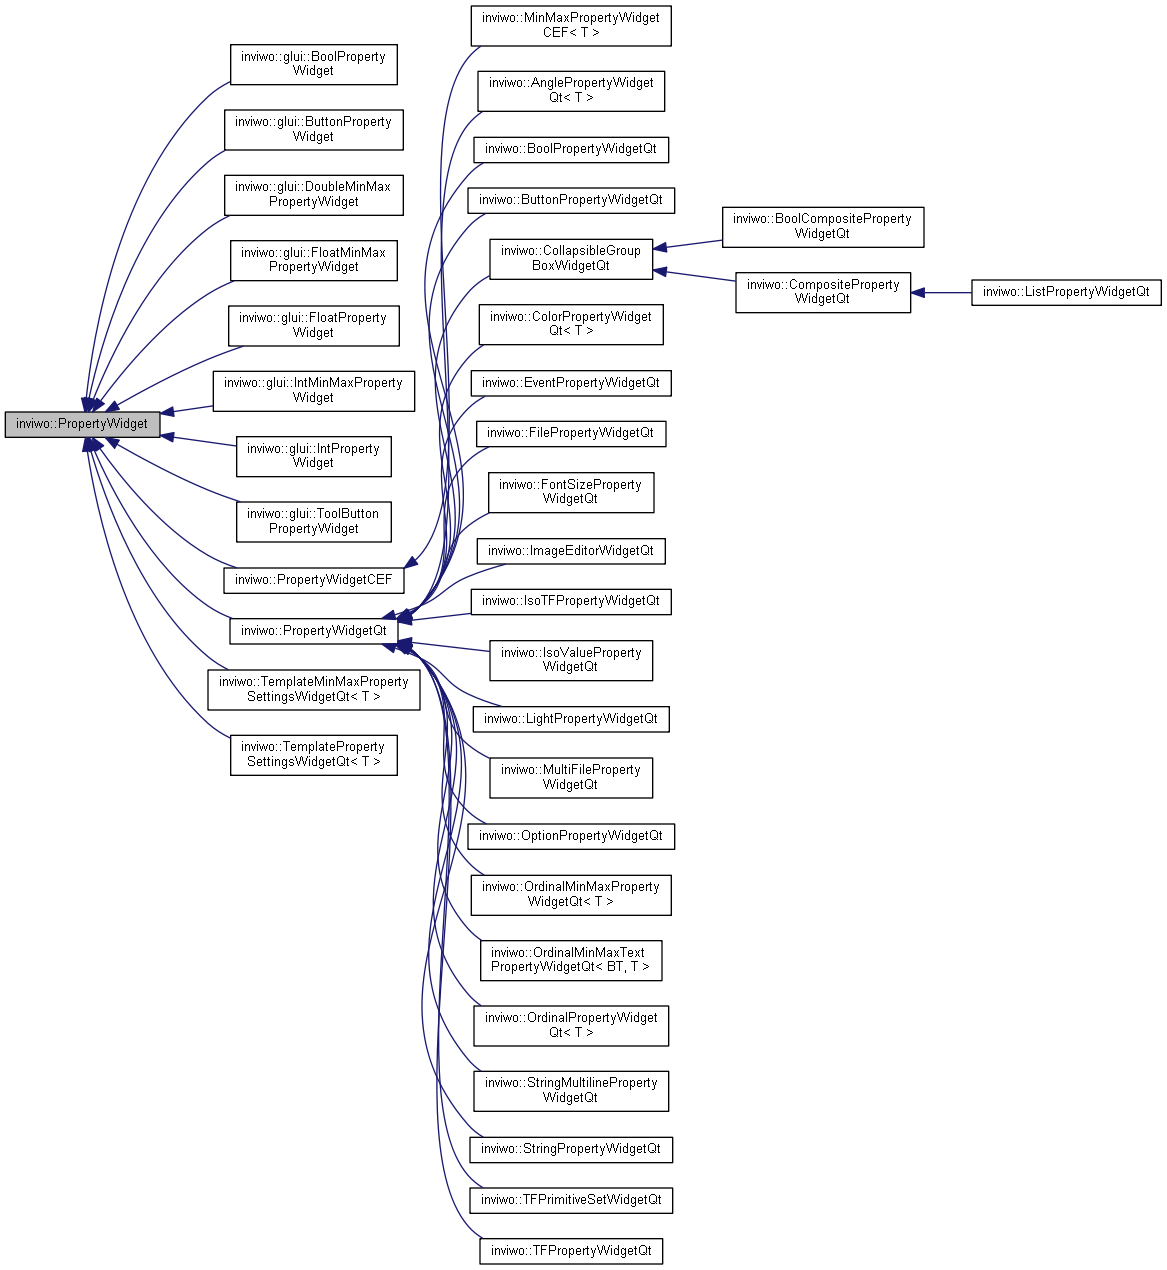 inviwo::PropertyWidget
inviwo::glui::BoolProperty
Widget
inviwo::glui::ButtonProperty
Widget
inviwo::glui::DoubleMinMax
PropertyWidget
inviwo::glui::FloatMinMax
PropertyWidget
inviwo::glui::FloatProperty
Widget
inviwo::glui::IntMinMaxProperty
Widget
inviwo::glui::IntProperty
Widget
inviwo::glui::ToolButton
PropertyWidget
inviwo::PropertyWidgetCEF
inviwo::PropertyWidgetQt
inviwo::TemplateMinMaxProperty
SettingsWidgetQt< T >
inviwo::TemplateProperty
SettingsWidgetQt< T >
inviwo::MinMaxPropertyWidget
CEF< T >
inviwo::AnglePropertyWidget
Qt< T >
inviwo::BoolPropertyWidgetQt
inviwo::ButtonPropertyWidgetQt
inviwo::CollapsibleGroup
BoxWidgetQt
inviwo::ColorPropertyWidget
Qt< T >
inviwo::EventPropertyWidgetQt
inviwo::FilePropertyWidgetQt
inviwo::FontSizeProperty
WidgetQt
inviwo::ImageEditorWidgetQt
inviwo::IsoTFPropertyWidgetQt
inviwo::IsoValueProperty
WidgetQt
inviwo::LightPropertyWidgetQt
inviwo::MultiFileProperty
WidgetQt
inviwo::OptionPropertyWidgetQt
inviwo::OrdinalMinMaxProperty
WidgetQt< T >
inviwo::OrdinalMinMaxText
PropertyWidgetQt< BT, T >
inviwo::OrdinalPropertyWidget
Qt< T >
inviwo::StringMultilineProperty
WidgetQt
inviwo::StringPropertyWidgetQt
inviwo::TFPrimitiveSetWidgetQt
inviwo::TFPropertyWidgetQt
inviwo::BoolCompositeProperty
WidgetQt
inviwo::CompositeProperty
WidgetQt
inviwo::ListPropertyWidgetQt